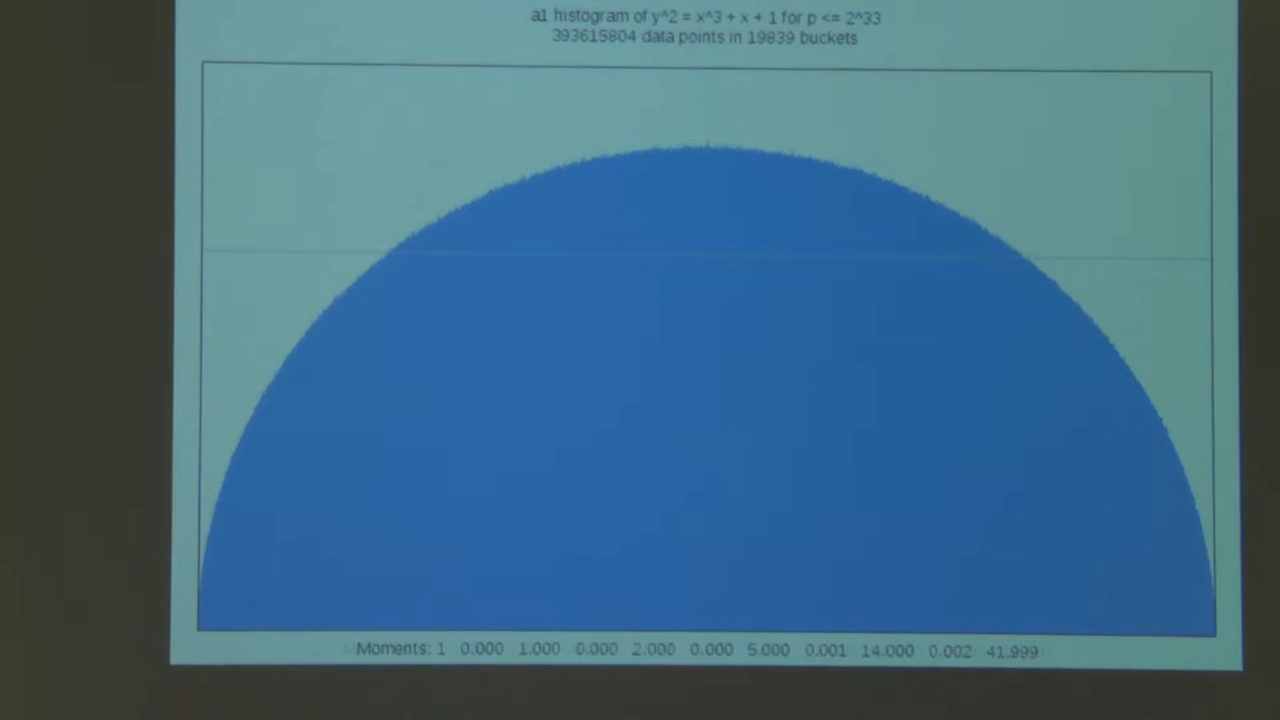 a1 histogram of y^2 = x^3 + x + 1 for p <= 2^33
393615804 data points in 19839 buckets
Moments: 1 0.000 1.000 0.000 2.000 0.000 5.000 0.001 14.000 0.002 41.999